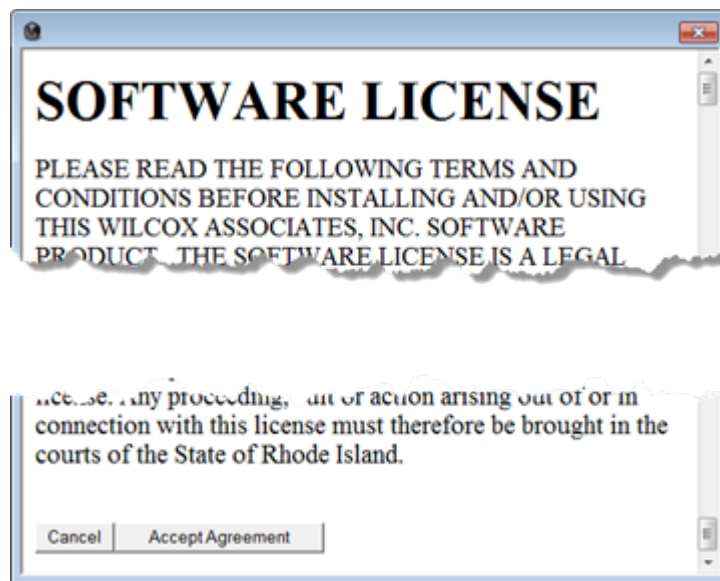 SOFTWARE LICENSE
PLEASE READ THE FOLLOWING TERMS AND
CONDITIONS BEFORE INSTALLING AND/OR USING
THIS WILCOX ASSOCIATES, INC. SOFTWARE
PRODUCT. THE SOFTWARE LICENSE IS A LEGAL
license. Any proceeding, suit or action arising out of or in
connection with this license must therefore be brought in the
courts of the State of Rhode Island.
Cancel Accept Agreement